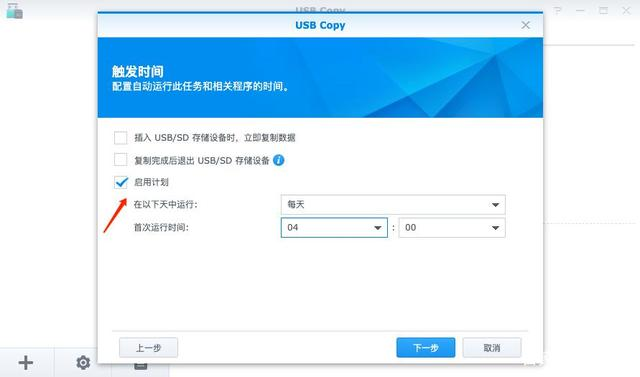 USB Copy
USB Copy
触发时间
配置自动运行此任务和相关程序的时间。
插入 USB/SD 存储设备时，立即复制数据
复制完成后退出 USB/SD 存储设备
启用计划
在以下天中运行: 每天
首次运行时间: 04 : 00
上一步 下一步 取消